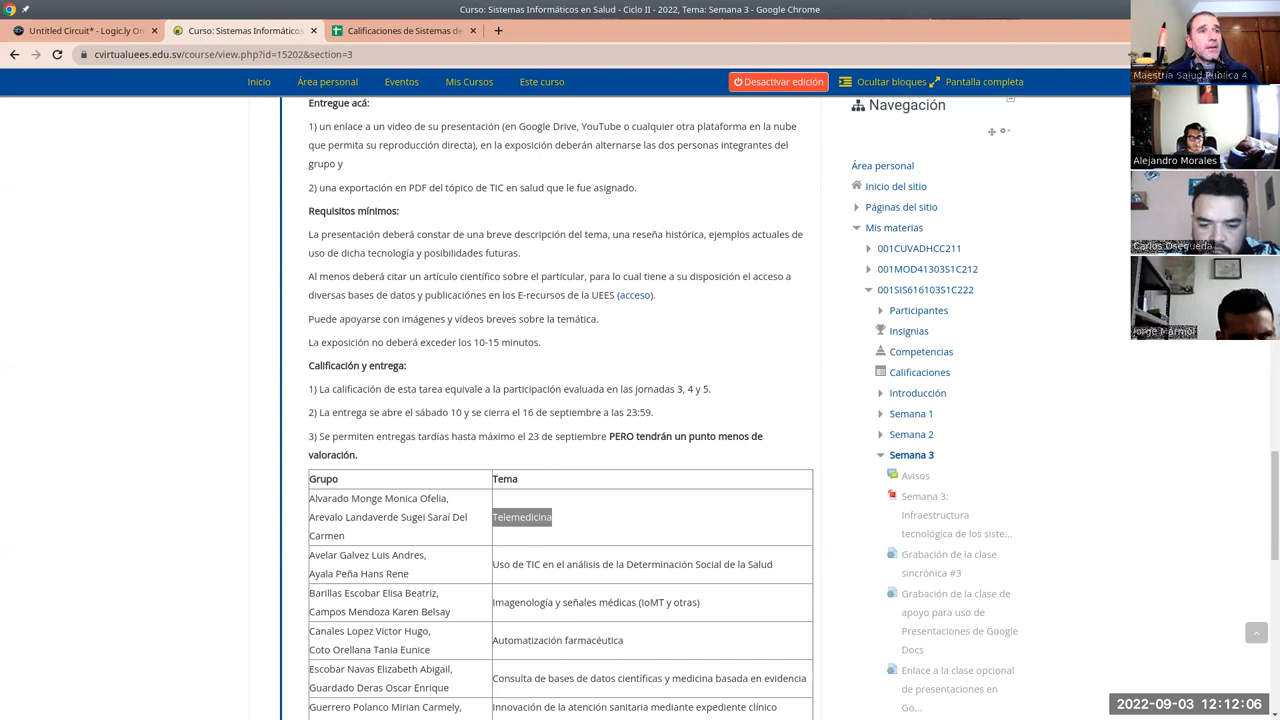 Curso: Sistemas Informáticos en Salud - Ciclo II - 2022, Tema: Semana 3 - Google Chrome
Untitled Circuit* - Logic.ly On
Curso: Sistemas Informáticos
Calificaciones de Sistemas de
cvirtualuees.edu.sv/course/view.php?id=15202&section=3
Inicio
Área personal
Eventos
Mis Cursos
Este curso
Desactivar edición
Ocultar bloques
Pantalla completa
Entregue acá:
1) un enlace a un video de su presentación (en Google Drive, YouTube o cualquier otra plataforma en la nube
que permita su reproducción directa), en la exposición deberán alternarse las dos personas integrantes del
grupo y
2) una exportación en PDF del tópico de TIC en salud que le fue asignado.
Requisitos mínimos:
La presentación deberá constar de una breve descripción del tema, una reseña histórica, ejemplos actuales de
uso de dicha tecnología y posibilidades futuras.
Al menos deberá citar un artículo científico sobre el particular, para lo cual tiene a su disposición el acceso a
diversas bases de datos y publicaciónes en los E-recursos de la UEES (acceso).
Puede apoyarse con imágenes y vídeos breves sobre la temática.
La exposición no deberá exceder los 10-15 minutos.
Calificación y entrega:
1) La calificación de esta tarea equivale a la participación evaluada en las jornadas 3, 4 y 5.
2) La entrega se abre el sábado 10 y se cierra el 16 de septiembre a las 23:59.
3) Se permiten entregas tardías hasta máximo el 23 de septiembre PERO tendrán un punto menos de
valoración.
Grupo
Tema
Alvarado Monge Monica Ofelia,
Arevalo Landaverde Sugei Saraí Del
Carmen
Telemedicina
Avelar Galvez Luis Andres,
Ayala Peña Hans Rene
Uso de TIC en el análisis de la Determinación Social de la Salud
Barillas Escobar Elisa Beatriz,
Campos Mendoza Karen Belsay
Imagenología y señales médicas (IoMT y otras)
Canales Lopez Victor Hugo,
Coto Orellana Tania Eunice
Automatización farmacéutica
Escobar Navas Elizabeth Abigail,
Guardado Deras Oscar Enrique
Consulta de bases de datos científicas y medicina basada en evidencia
Guerrero Polanco Mirian Carmely,
Innovación de la atención sanitaria mediante expediente clínico
Navegación
Área personal
Inicio del sitio
Páginas del sitio
Mis materias
001CUVADHCC211
001MOD41303S1C212
001SIS616103S1C222
Participantes
Insignias
Competencias
Calificaciones
Introducción
Semana 1
Semana 2
Semana 3
Avisos
Semana 3:
Infraestructura
tecnológica de los siste...
Grabación de la clase
sincrónica #3
Grabación de la clase de
apoyo para uso de
Presentaciones de Google
Docs
Enlace a la clase opcional
de presentaciones en
Go...
Maestría Salud Pública 4
Alejandro Morales
Carlos Osegueda
Jorge Marmol
2022-09-03 12:12:06